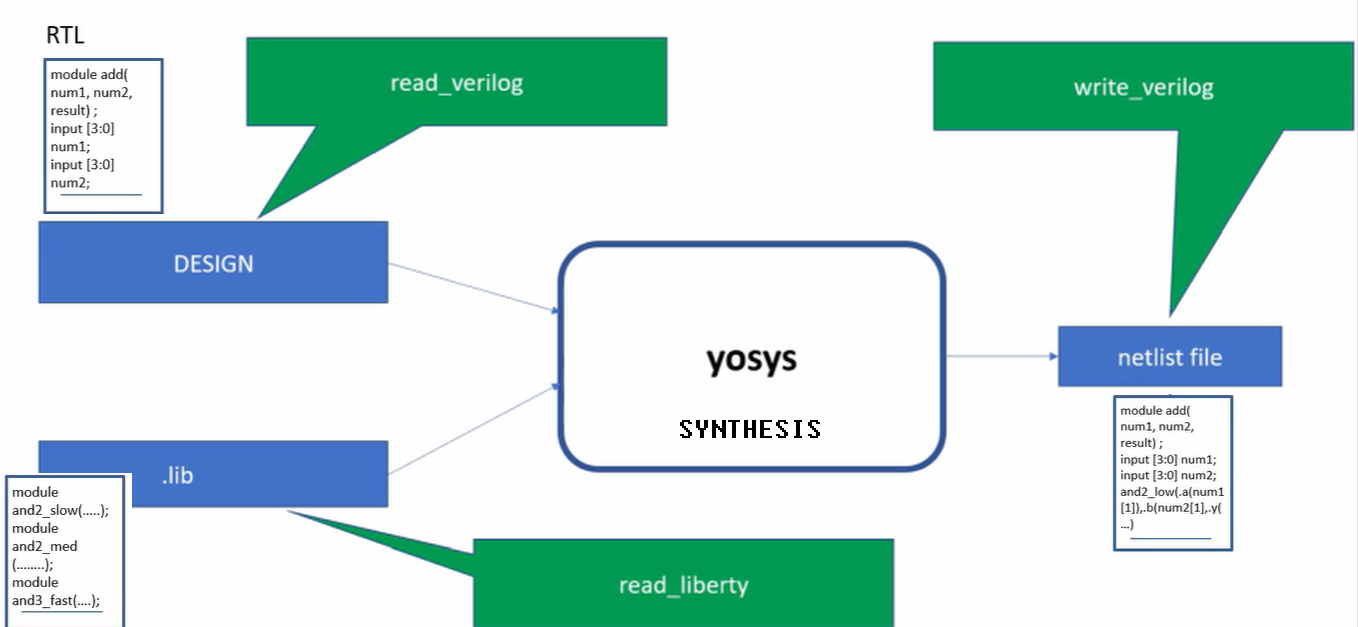 RTL
module add(
num1, num2,
result) ;
input [3:0]
num1;
input [3:0]
num2;
read_verilog
write_verilog
DESIGN
yosys
SYNTHESIS
netlist file
module add(
num1, num2,
result) ;
input [3:0] num1;
input [3:0] num2;
and2_low(.a(num1
[1]),.b(num2[1],.y(
...)
.lib
module
and2_slow(.....);
module
and2_med
(........);
module
and3_fast(....);
read_liberty